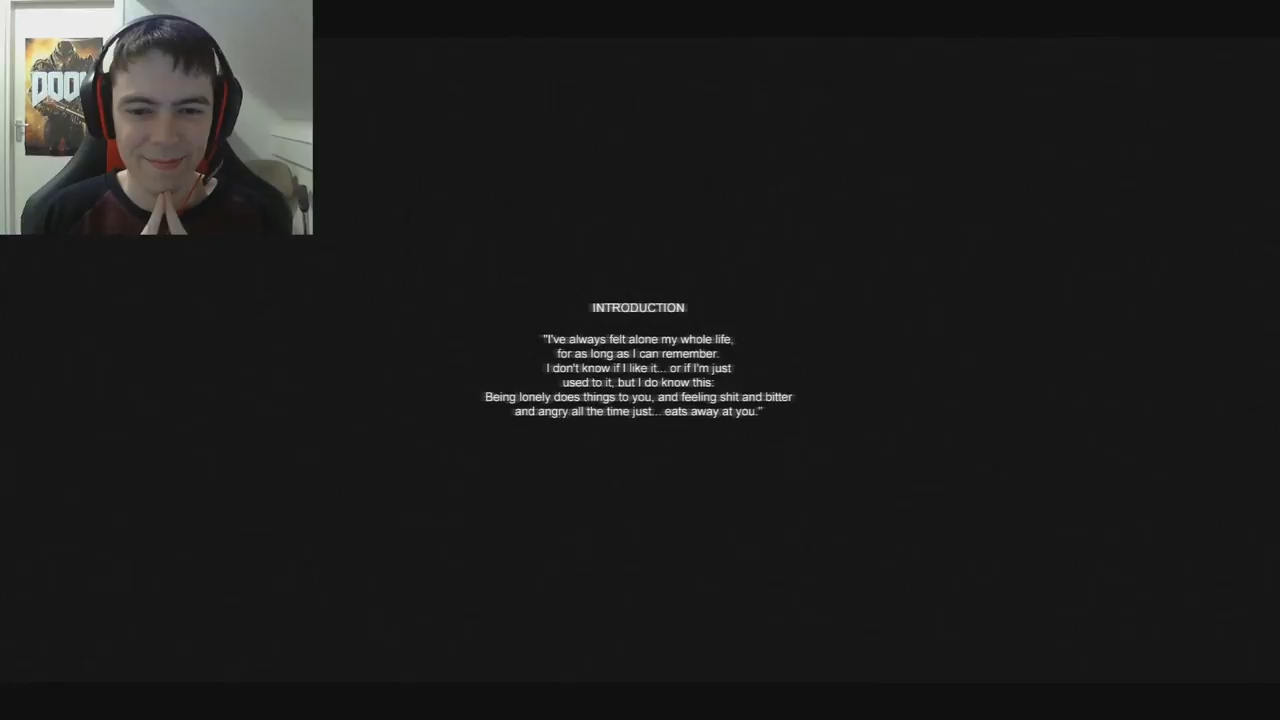 DOOM
INTRODUCTION
"I've always felt alone my whole life,
for as long as I can remember.
I don't know if I like it... or if I'm just
used to it, but I do know this:
Being lonely does things to you, and feeling shit and bitter
and angry all the time just... eats away at you."